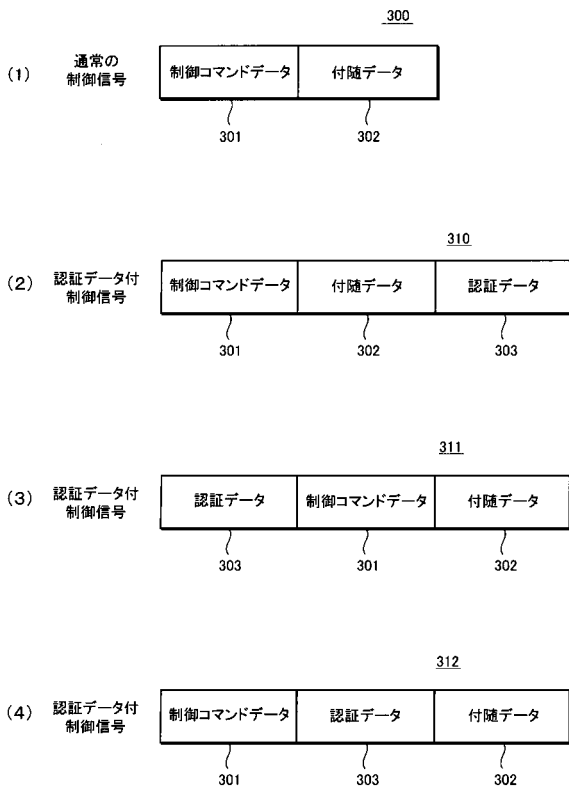 300
(1) 通常の
制御信号
制御コマンドデータ 付随データ
301 302
310
(2) 認証データ付
制御信号
制御コマンドデータ 付随データ 認証データ
301 302 303
311
(3) 認証データ付
制御信号
認証データ 制御コマンドデータ 付随データ
303 301 302
312
(4) 認証データ付
制御信号
制御コマンドデータ 認証データ 付随データ
301 303 302